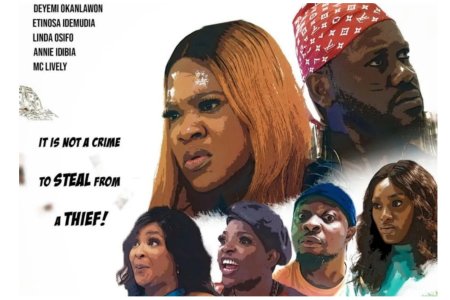 DEYEMI OKANLAWON
ETINOSA IDEMUDIA
LINDA OSIFO
ANNIE IDIBIA
MC LIVELY
IT IS NOT A CRIME
TO STEAL FROM
A THIEF!